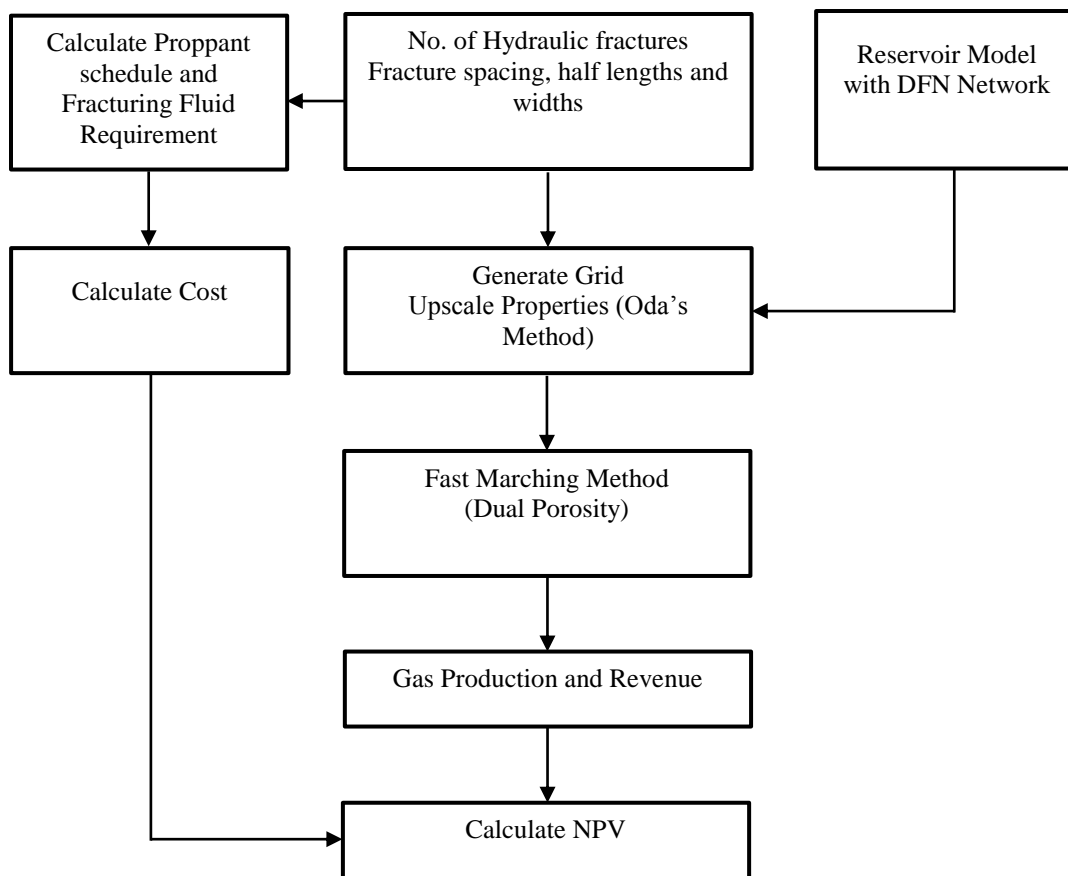 Calculate Proppant
schedule and
Fracturing Fluid
Requirement
No. of Hydraulic fractures
Fracture spacing, half lengths and
widths
Reservoir Model
with DFN Network
Calculate Cost
Generate Grid
Upscale Properties (Oda’s
Method)
Fast Marching Method
(Dual Porosity)
Gas Production and Revenue
Calculate NPV